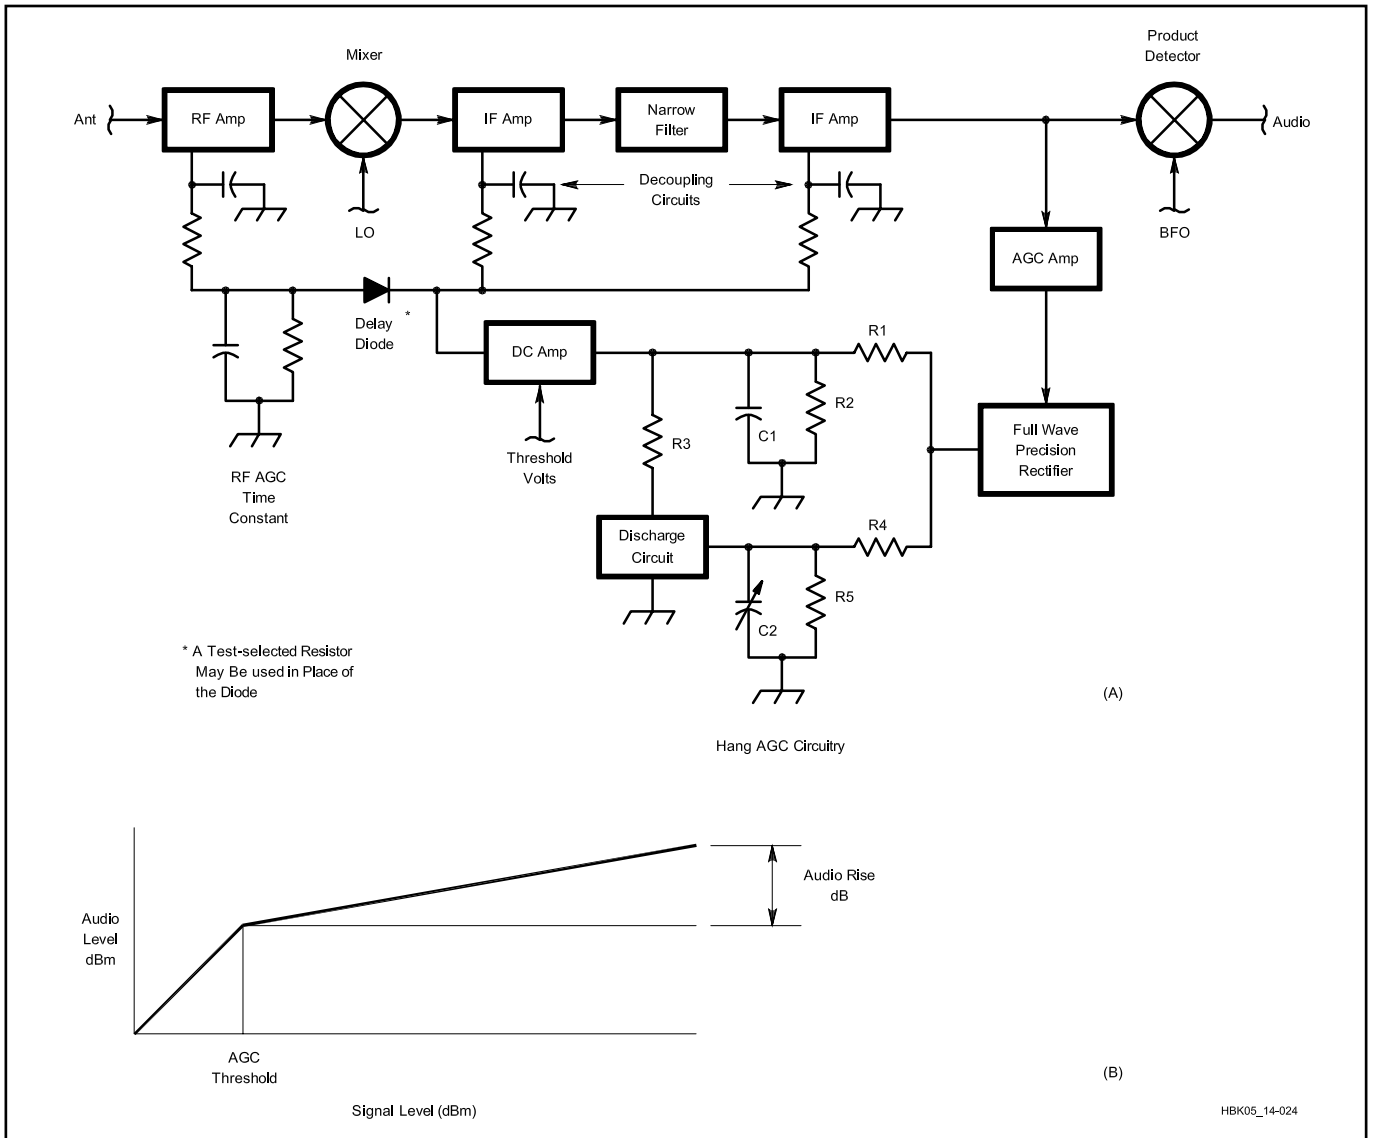 Product
Detector
Mixer
Ant
RF Amp
IF Amp
Narrow
Filter
IF Amp
Audio
Decoupling
Circuits
LO
BFO
AGC Amp
Delay
Diode
*
DC Amp
R1
R2
C1
R3
Full Wave
Precision
Rectifier
Threshold
Volts
RF AGC
Time
Constant
Discharge
Circuit
R4
R5
C2
* A Test-selected Resistor
May Be used in Place of
the Diode
(A)
Hang AGC Circuitry
Audio Rise
dB
Audio
Level
dBm
AGC
Threshold
(B)
Signal Level (dBm)
HBK05_14-024